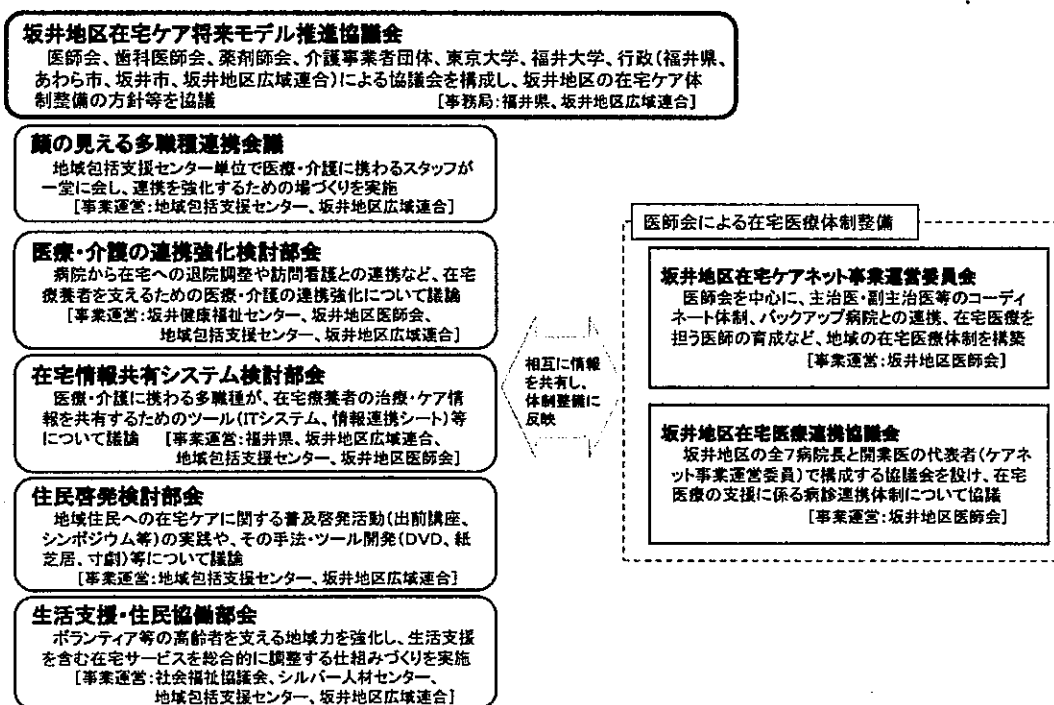 坂井地区在宅ケア将来モデル推進協議会
医師会、歯科医師会、薬剤師会、介護事業者団体、東京大学、福井大学、行政(福井県、
あわら市、坂井市、坂井地区広域連合)による協議会を構成し、坂井地区の在宅ケア体
制整備の方針等を協議 [事務局:福井県、坂井地区広域連合]
顔の見える多職種連携会議
地域包括支援センター単位で医療・介護に携わるスタッフが
一堂に会し、連携を強化するための場づくりを実施
[事業運営:地域包括支援センター、坂井地区広域連合]
医療・介護の連携強化検討部会
病院から在宅への退院調整や訪問看護との連携など、在宅
療養者を支えるための医療・介護の連携強化について議論
[事業運営:坂井健康福祉センター、坂井地区医師会、
地域包括支援センター、坂井地区広域連合]
在宅情報共有システム検討部会
医療・介護に携わる多職種が、在宅療養者の治療・ケア情
報を共有するためのツール(ITシステム、情報連携シート)等
について議論 [事業運営:福井県、坂井地区広域連合、
地域包括支援センター、坂井地区医師会]
住民啓発検討部会
地域住民への在宅ケアに関する普及啓発活動(出前講座、
シンポジウム等)の実践や、その手法・ツール開発(DVD、紙
芝居、寸劇)等について議論
[事業運営:地域包括支援センター、坂井地区広域連合]
生活支援・住民協働部会
ボランティア等の高齢者を支える地域力を強化し、生活支援
を含む在宅サービスを総合的に調整する仕組みづくりを実施
[事業運営:社会福祉協議会、シルバー人材センター、
地域包括支援センター、坂井地区広域連合]
相互に情報
を共有し、
体制整備に
反映
医師会による在宅医療体制整備
坂井地区在宅ケアネット事業運営委員会
医師会を中心に、主治医・副主治医等のコーディ
ネート体制、バックアップ病院との連携、在宅医療を
担う医師の育成など、地域の在宅医療体制を構築
[事業運営:坂井地区医師会]
坂井地区在宅医療連携協議会
坂井地区の全7病院長と開業医の代表者(ケアネ
ット事業運営委員)で構成する協議会を設け、在宅
医療の支援に係る病診連携体制について協議
[事業運営:坂井地区医師会]